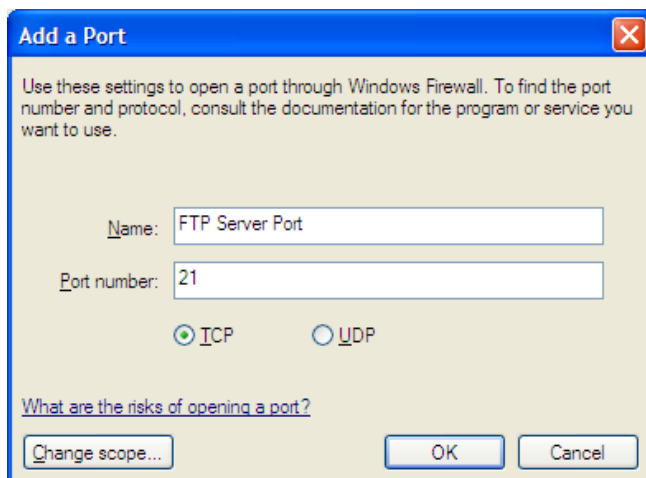 Add a Port
Use these settings to open a port through Windows Firewall. To find the port
number and protocol, consult the documentation for the program or service you
want to use.
Name: FTP Server Port
Port number: 21
TCP UDP
What are the risks of opening a port?
Change scope... OK Cancel